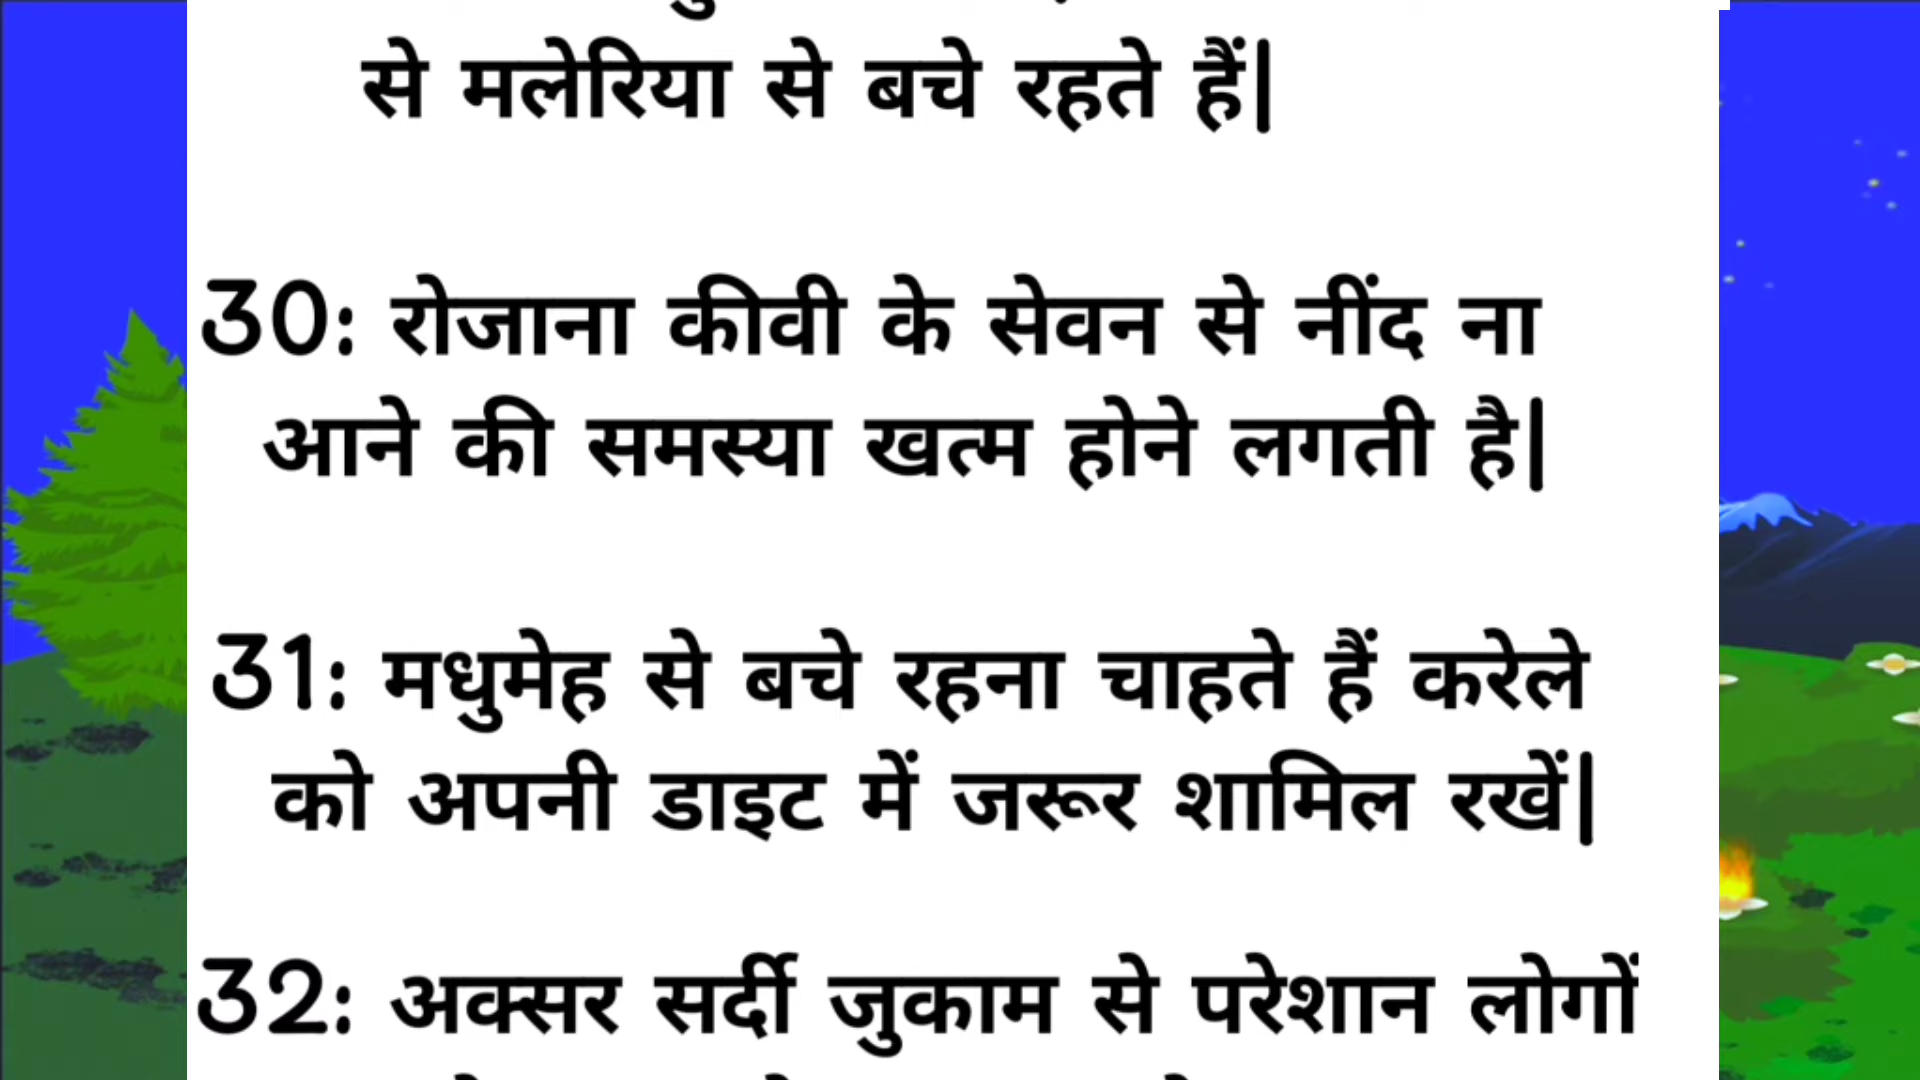 से मलेरिया से बचे रहते हैं|
30: रोजाना कीवी के सेवन से नींद ना
आने की समस्या खत्म होने लगती है|
31: मधुमेह से बचे रहना चाहते हैं करेले
को अपनी डाइट में जरूर शामिल रखें|
32: अक्सर सर्दी जुकाम से परेशान लोगों